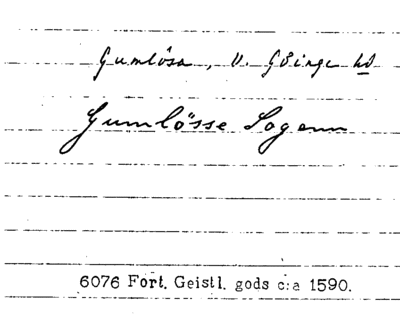 Gumlösa, V. Göinge hd
Gumlösse Sogenn
6076 Fort. Geistl. gods c:a 1590.